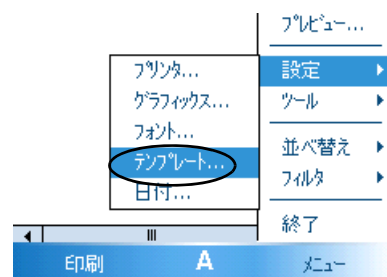 ﾌﾟﾚﾋﾞｭｰ...
設定
ﾂｰﾙ
並べ替え
ﾌｨﾙﾀ
終了
ﾌﾟﾘﾝﾀ...
ｸﾞﾗﾌｨｯｸｽ...
ﾌｫﾝﾄ...
ﾃﾝﾌﾟﾚｰﾄ...
日付...
印刷 A ﾒﾆｭｰ